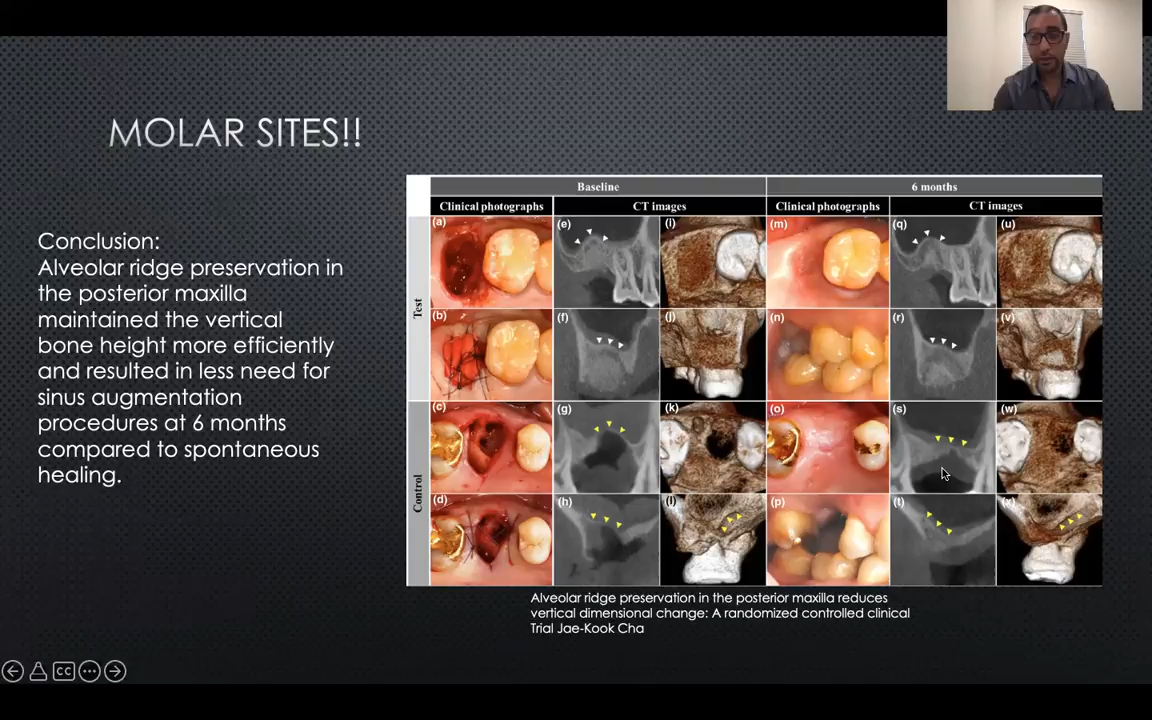 MOLAR SITES!!
Conclusion:
Alveolar ridge preservation in
the posterior maxilla
maintained the vertical
bone height more efficiently
and resulted in less need for
sinus augmentation
procedures at 6 months
compared to spontaneous
healing.
Baseline
6 months
Clinical photographs
CT images
Clinical photographs
CT images
Test
(a)
(e)
(i)
(m)
(q)
(u)
(b)
(f)
(j)
(n)
(r)
(v)
Control
(c)
(g)
(k)
(o)
(s)
(w)
(d)
(h)
(l)
(p)
(t)
(x)
Alveolar ridge preservation in the posterior maxilla reduces
vertical dimensional change: A randomized controlled clinical
Trial Jae-Kook Cha
CC